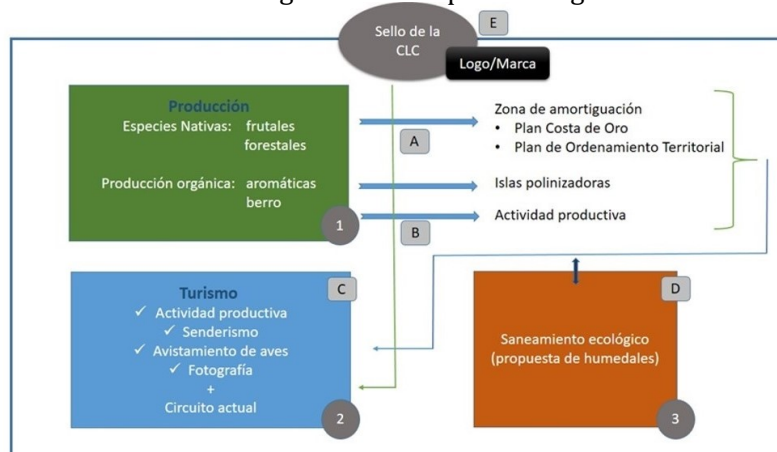 Sello de la
CLC
E
Logo/Marca
Producción
Especies Nativas: frutales
forestales
Producción orgánica: aromáticas
berro
1
A
B
Zona de amortiguación
• Plan Costa de Oro
• Plan de Ordenamiento Territorial
Islas polinizadoras
Actividad productiva
Turismo
C
✓ Actividad productiva
✓ Senderismo
✓ Avistamiento de aves
✓ Fotografía
+
Circuito actual
2
D
Saneamiento ecológico
(propuesta de humedales)
3